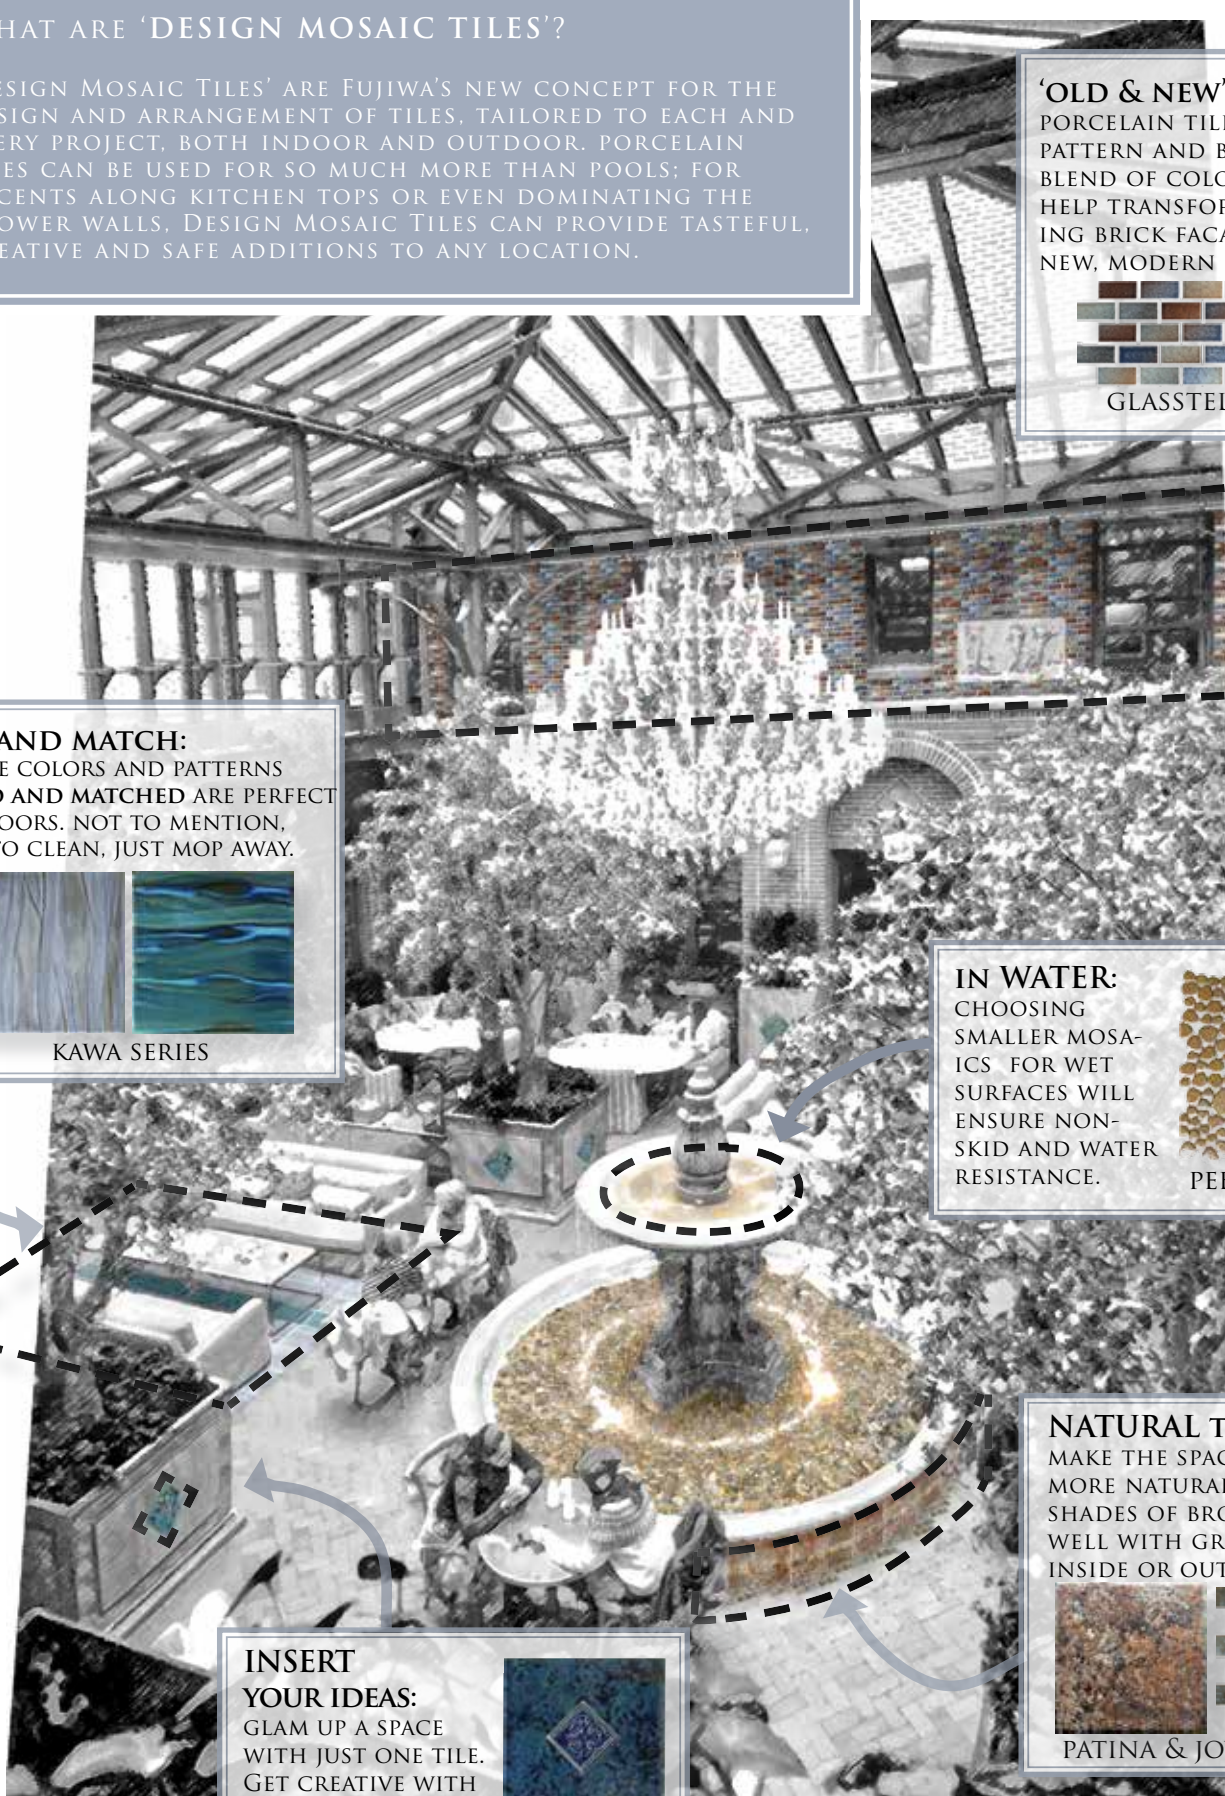 HAT ARE ‘DESIGN MOSAIC TILES’?
ESIGN MOSAIC TILES’ ARE FUJIWA’S NEW CONCEPT FOR THE
SIGN AND ARRANGEMENT OF TILES, TAILORED TO EACH AND
ERY PROJECT, BOTH INDOOR AND OUTDOOR. PORCELAIN
ES CAN BE USED FOR SO MUCH MORE THAN POOLS; FOR
CENTS ALONG KITCHEN TOPS OR EVEN DOMINATING THE
OWER WALLS, DESIGN MOSAIC TILES CAN PROVIDE TASTEFUL,
EATIVE AND SAFE ADDITIONS TO ANY LOCATION.
‘OLD & NEW’
PORCELAIN TILE
PATTERN AND B
BLEND OF COLO
HELP TRANSFOR
ING BRICK FACA
NEW, MODERN
GLASSTEL
AND MATCH:
E COLORS AND PATTERNS
D AND MATCHED ARE PERFECT
OORS. NOT TO MENTION,
TO CLEAN, JUST MOP AWAY.
KAWA SERIES
IN WATER:
CHOOSING
SMALLER MOSA-
ICS FOR WET
SURFACES WILL
ENSURE NON-
SKID AND WATER
RESISTANCE.
PEB
NATURAL T
MAKE THE SPAC
MORE NATURAL
SHADES OF BRO
WELL WITH GR
INSIDE OR OUT
PATINA & JO
INSERT
YOUR IDEAS:
GLAM UP A SPACE
WITH JUST ONE TILE.
GET CREATIVE WITH